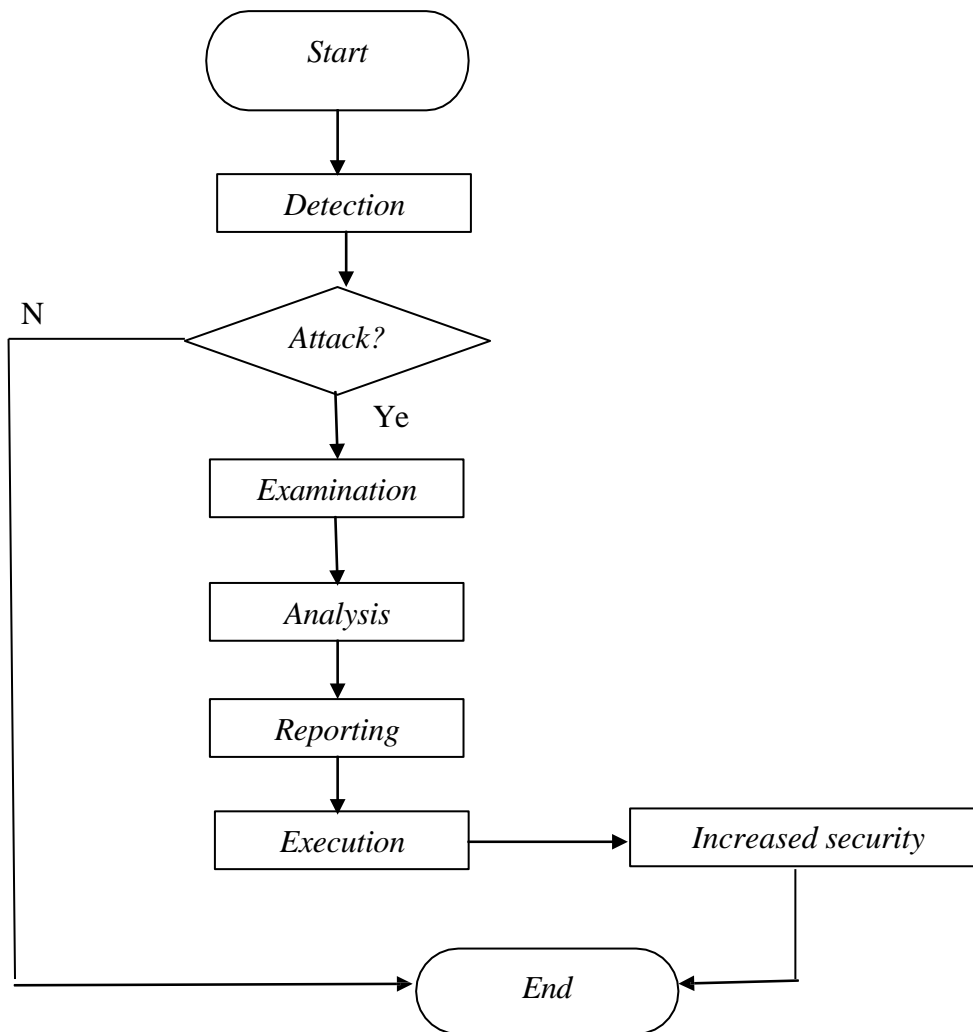 Start
Detection
N
Attack?
Ye
Examination
Analysis
Reporting
Execution
Increased security
End